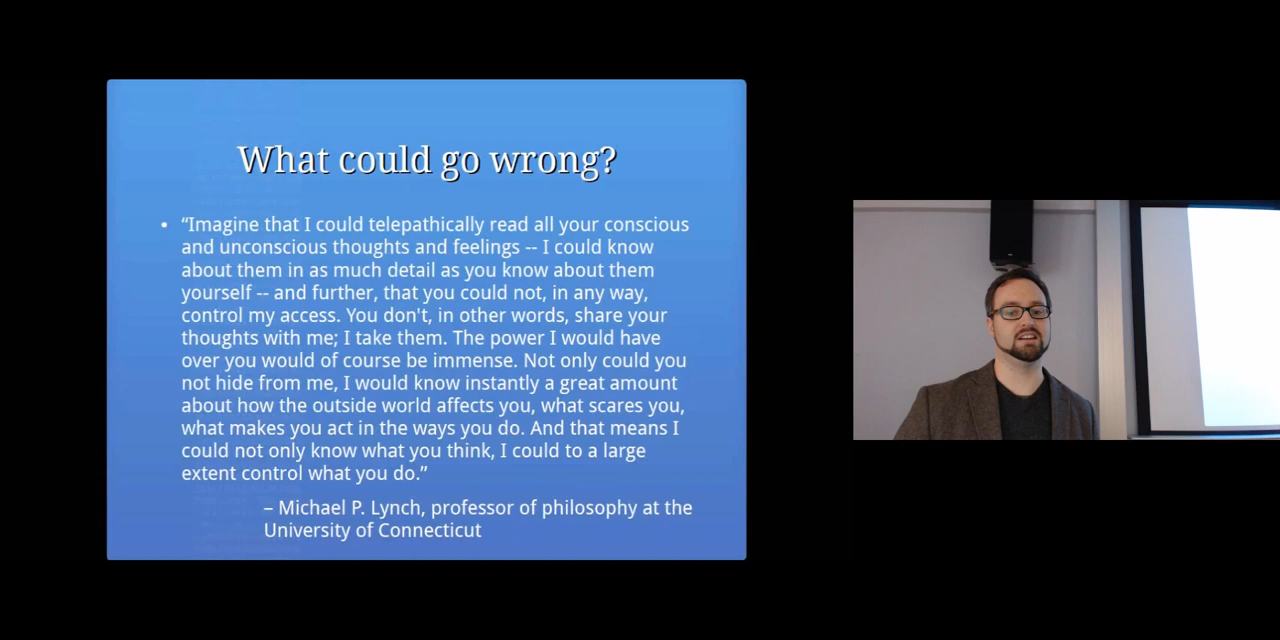 What could go wrong?
• “Imagine that I could telepathically read all your conscious
and unconscious thoughts and feelings -- I could know
about them in as much detail as you know about them
yourself -- and further, that you could not, in any way,
control my access. You don't, in other words, share your
thoughts with me; I take them. The power I would have
over you would of course be immense. Not only could you
not hide from me, I would know instantly a great amount
about how the outside world affects you, what scares you,
what makes you act in the ways you do. And that means I
could not only know what you think, I could to a large
extent control what you do.”
– Michael P. Lynch, professor of philosophy at the
University of Connecticut